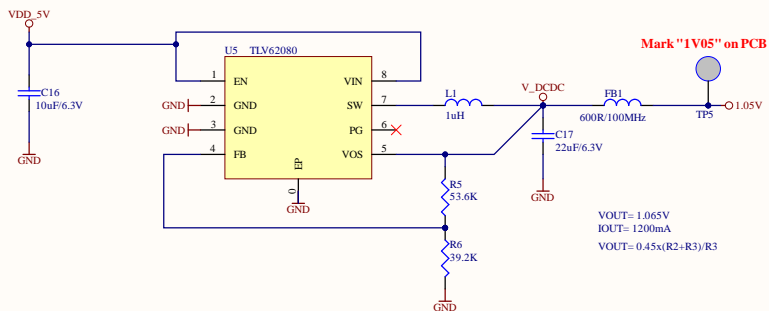 VDD_5V
Mark "1V05" on PCB
U5 TLV62080
C16
10uF/6.3V
GND
1 EN
2 GND
GND
3 GND
GND
4 FB
VIN 8
SW 7
PG 6
VOS 5
EP
0
GND
L1
1uH
V_DCDC
FB1
600R/100MHz
TP5
1.05V
C17
22uF/6.3V
GND
R5
53.6K
R6
39.2K
GND
VOUT= 1.065V
IOUT= 1200mA
VOUT= 0.45x(R2+R3)/R3